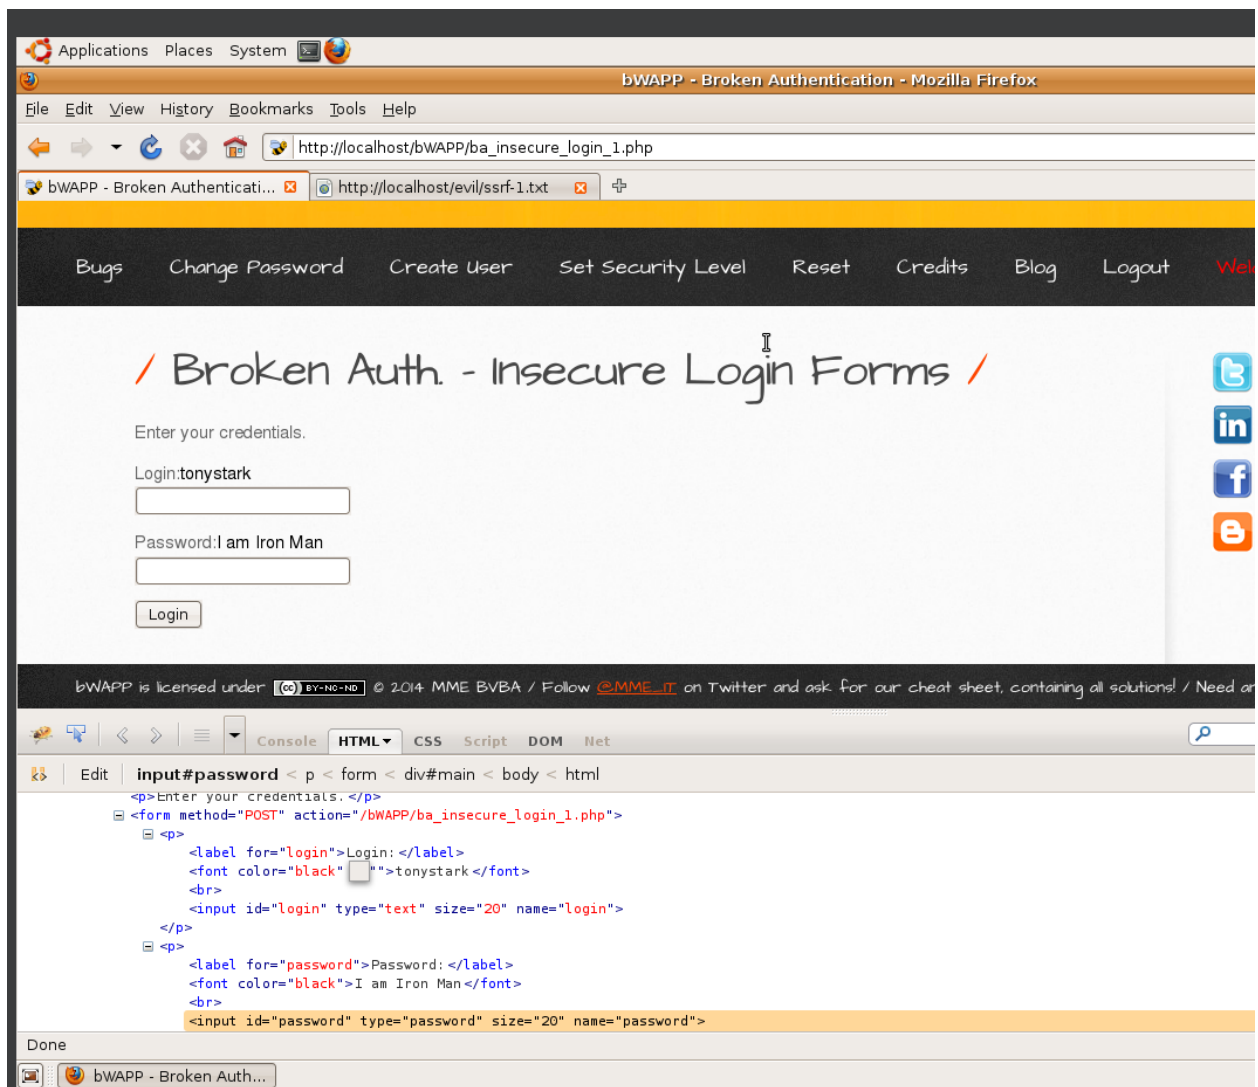 Applications Places System
bWAPP - Broken Authentication - Mozilla Firefox
File Edit View History Bookmarks Tools Help
http://localhost/bWAPP/ba_insecure_login_1.php
bWAPP - Broken Authenticati... http://localhost/evil/ssrf-1.txt
Bugs Change Password Create User Set Security Level Reset Credits Blog Logout
/ Broken Auth. - Insecure Login Forms /
Enter your credentials.
Login:tonystark
Password:I am Iron Man
Login
bWAPP is licensed under (cc) BY-NC-ND © 2014 MME BVBA / Follow @MME_IT on Twitter and ask for our cheat sheet, containing all solutions! / Need
Console HTML CSS Script DOM Net
Edit input#password < p < form < div#main < body < html
<p>Enter your credentials.</p>
<form method="POST" action="/bWAPP/ba_insecure_login_1.php">
<p>
<label for="login">Login:</label>
<font color="black" "">tonystark</font>
<br>
<input id="login" type="text" size="20" name="login">
</p>
<p>
<label for="password">Password:</label>
<font color="black">I am Iron Man</font>
<br>
<input id="password" type="password" size="20" name="password">
Done
bWAPP - Broken Auth...